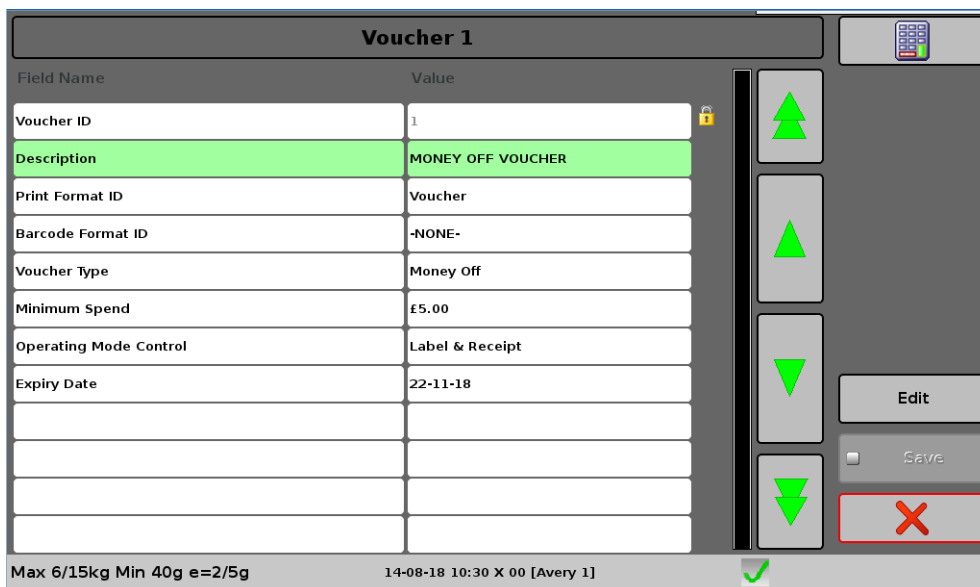 Voucher 1
Field Name Value
Voucher ID 1
Description MONEY OFF VOUCHER
Print Format ID Voucher
Barcode Format ID -NONE-
Voucher Type Money Off
Minimum Spend £5.00
Operating Mode Control Label & Receipt
Expiry Date 22-11-18
Edit
Save
Max 6/15kg Min 40g e=2/5g 14-08-18 10:30 X 00 [Avery 1]